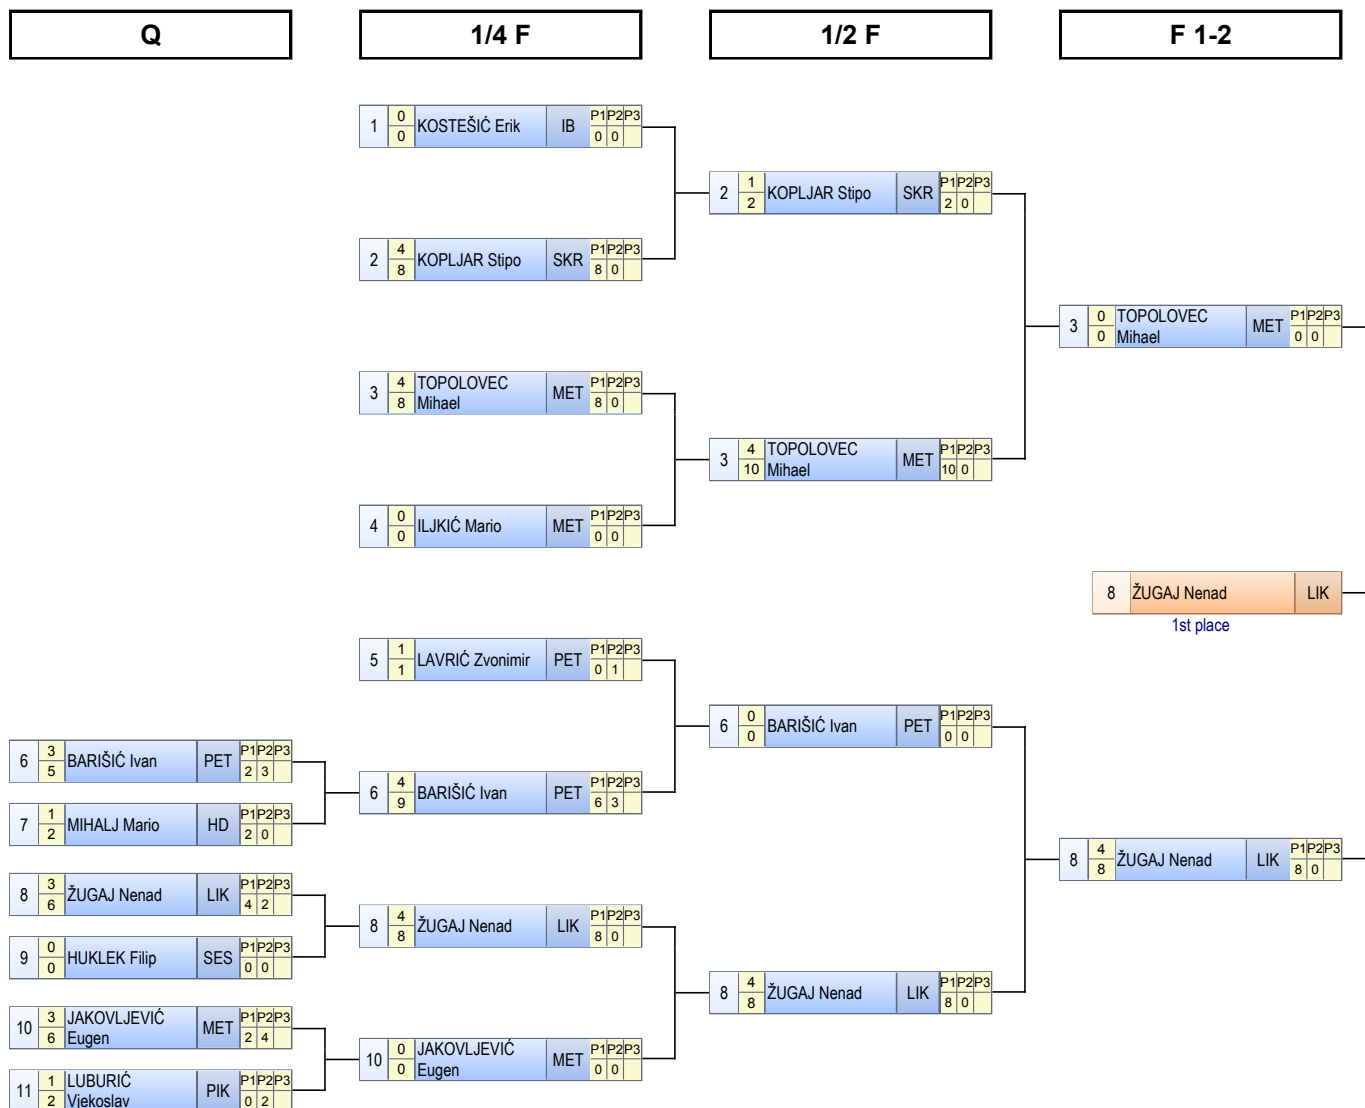 Q 1/4 F 1/2 F F 1-2
1 0 0 KOSTEŠIĆ Erik IB P1 P2 P3 0 0
2 1 2 KOPLJAR Stipo SKR P1 P2 P3 2 0
2 4 8 KOPLJAR Stipo SKR P1 P2 P3 8 0
3 0 0 TOPOLOVEC
Mihael MET P1 P2 P3 0 0
3 4 8 TOPOLOVEC
Mihael MET P1 P2 P3 8 0
3 4 10 TOPOLOVEC
Mihael MET P1 P2 P3 10 0
4 0 0 ILJKIĆ Mario MET P1 P2 P3 0 0
8 ŽUGAJ Nenad LIK
1st place
5 1 1 LAVRIĆ Zvonimir PET P1 P2 P3 0 1
6 0 0 BARIŠIĆ Ivan PET P1 P2 P3 0 0
6 3 5 BARIŠIĆ Ivan PET P1 P2 P3 2 3
6 4 9 BARIŠIĆ Ivan PET P1 P2 P3 6 3
7 1 2 MIHALJ Mario HD P1 P2 P3 2 0
8 4 8 ŽUGAJ Nenad LIK P1 P2 P3 8 0
8 3 6 ŽUGAJ Nenad LIK P1 P2 P3 4 2
8 4 8 ŽUGAJ Nenad LIK P1 P2 P3 8 0
9 0 0 HUKLEK Filip SES P1 P2 P3 0 0
8 4 8 ŽUGAJ Nenad LIK P1 P2 P3 8 0
10 3 6 JAKOVLJEVIĆ
Eugen MET P1 P2 P3 2 4
10 0 0 JAKOVLJEVIĆ
Eugen MET P1 P2 P3 0 0
11 1 2 LUBURIĆ
Vjekoslav PIK P1 P2 P3 0 2